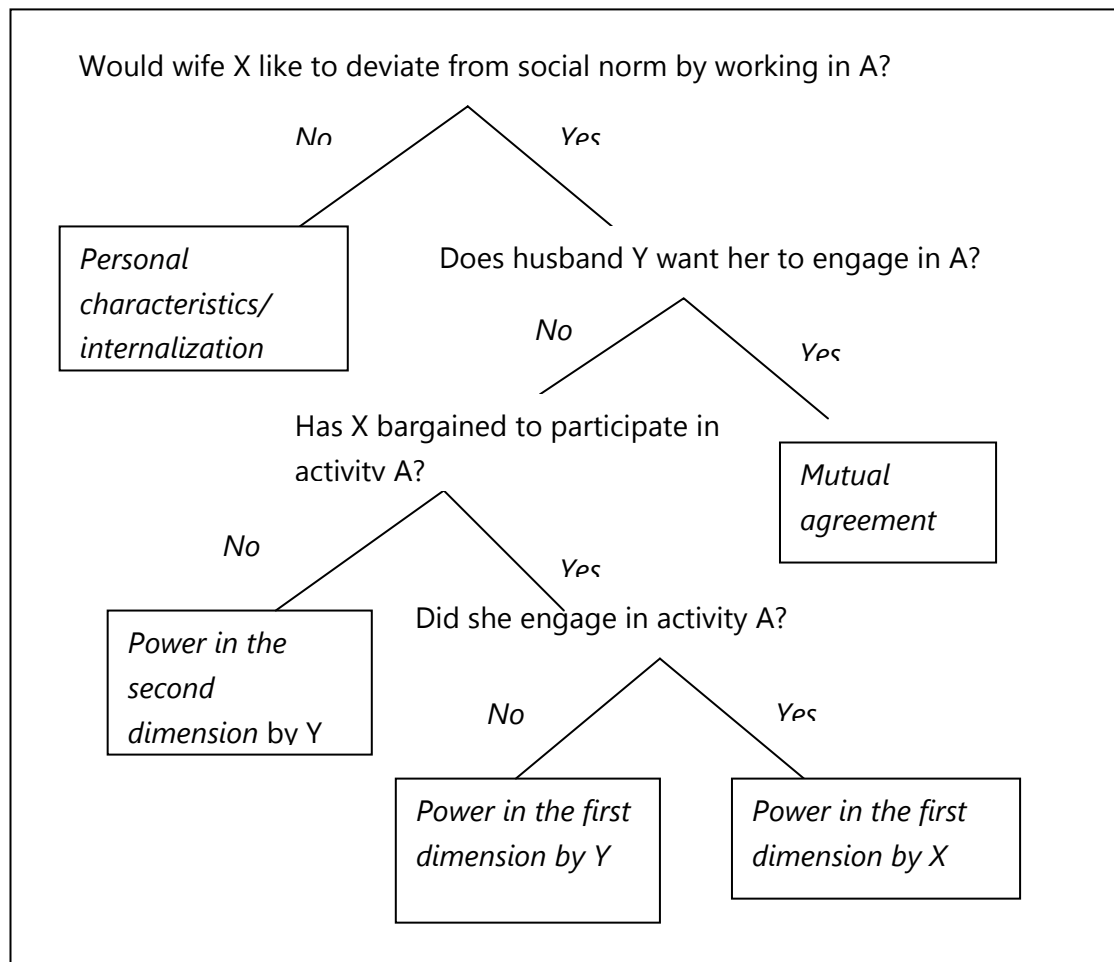 Would wife X like to deviate from social norm by working in A?
No
Yes
Personal
characteristics/
internalization
Does husband Y want her to engage in A?
No
Yes
Has X bargained to participate in
activity A?
Mutual
agreement
No
Yes
Power in the
second
dimension by Y
Did she engage in activity A?
No
Yes
Power in the first
dimension by Y
Power in the first
dimension by X